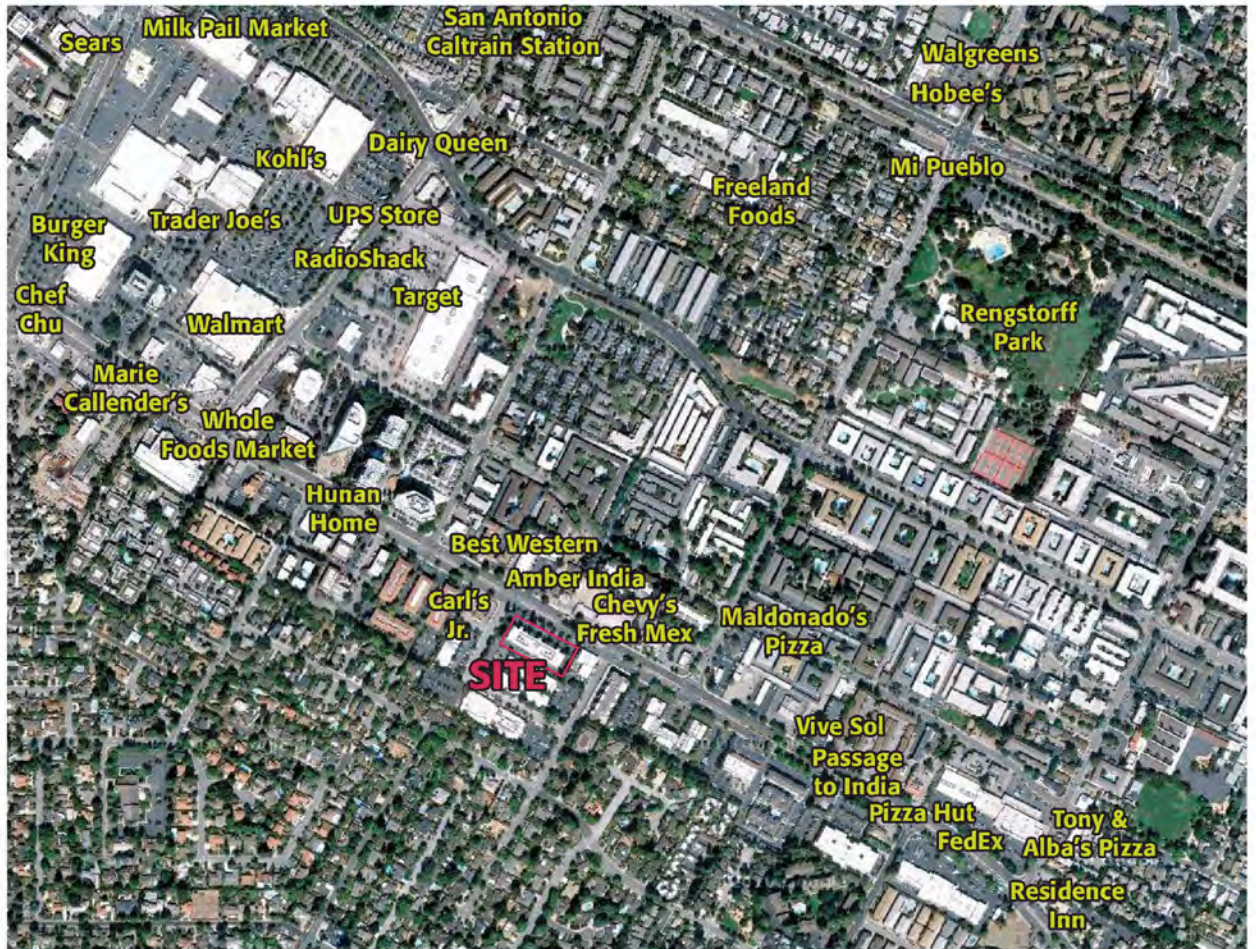 San Antonio
Caltrain Station
Milk Pail Market
Sears
Walgreens
Hobee's
Dairy Queen
Kohl's
Mi Pueblo
Freeland
Foods
Trader Joe's
UPS Store
Burger
King
RadioShack
Chef
Chu
Target
Walmart
Rengstorff
Park
Marie
Callender's
Whole
Foods Market
Hunan
Home
Best Western
Amber India
Carl's
Jr.
Chevy's
Fresh Mex
Maldonado's
Pizza
SITE
Vive Sol
Passage
to India
Pizza Hut
FedEx
Tony &
Alba's Pizza
Residence
Inn